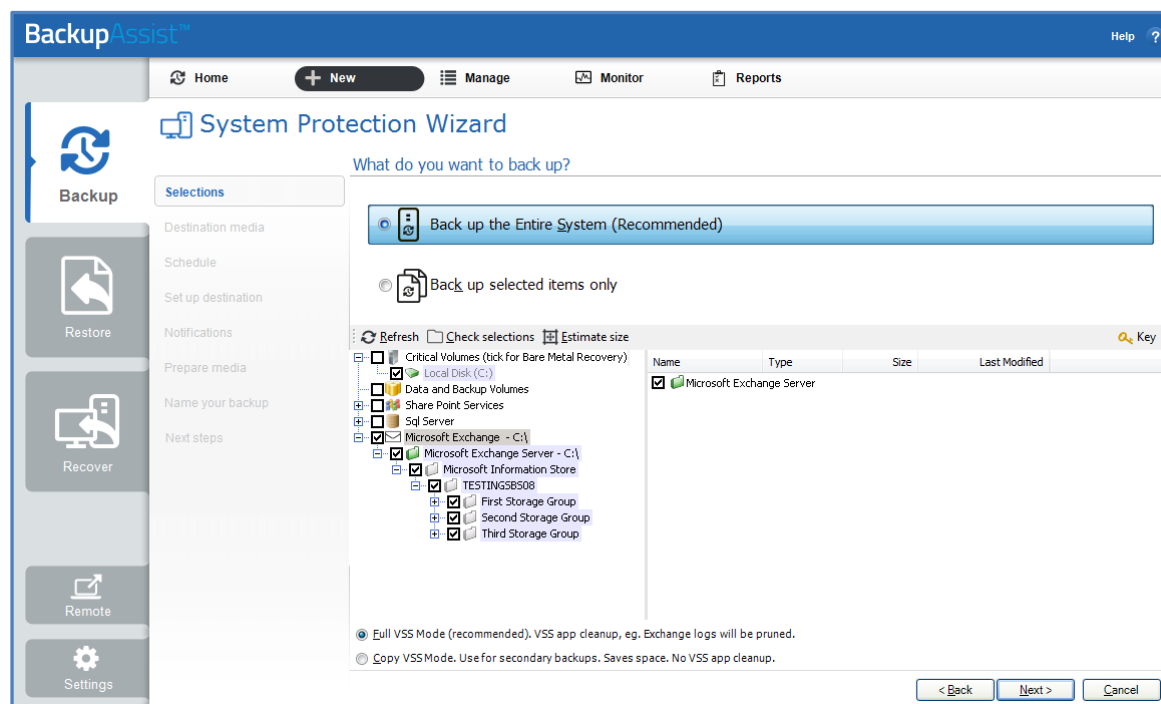 BackupAssist™
Help ?
Home New Manage Monitor Reports
System Protection Wizard
What do you want to back up?
Backup
Restore
Recover
Remote
Settings
Selections
Destination media
Schedule
Set up destination
Notifications
Prepare media
Name your backup
Next steps
Back up the Entire System (Recommended)
Back up selected items only
Refresh Check selections Estimate size Key
Critical Volumes (tick for Bare Metal Recovery)
Local Disk (C:)
Data and Backup Volumes
Share Point Services
Sql Server
Microsoft Exchange - C:\
Microsoft Exchange Server - C:\
Microsoft Information Store
TESTINGSBS08
First Storage Group
Second Storage Group
Third Storage Group
Name Type Size Last Modified
Microsoft Exchange Server
Full VSS Mode (recommended). VSS app cleanup, eg. Exchange logs will be pruned.
Copy VSS Mode. Use for secondary backups. Saves space. No VSS app cleanup.
< Back Next > Cancel